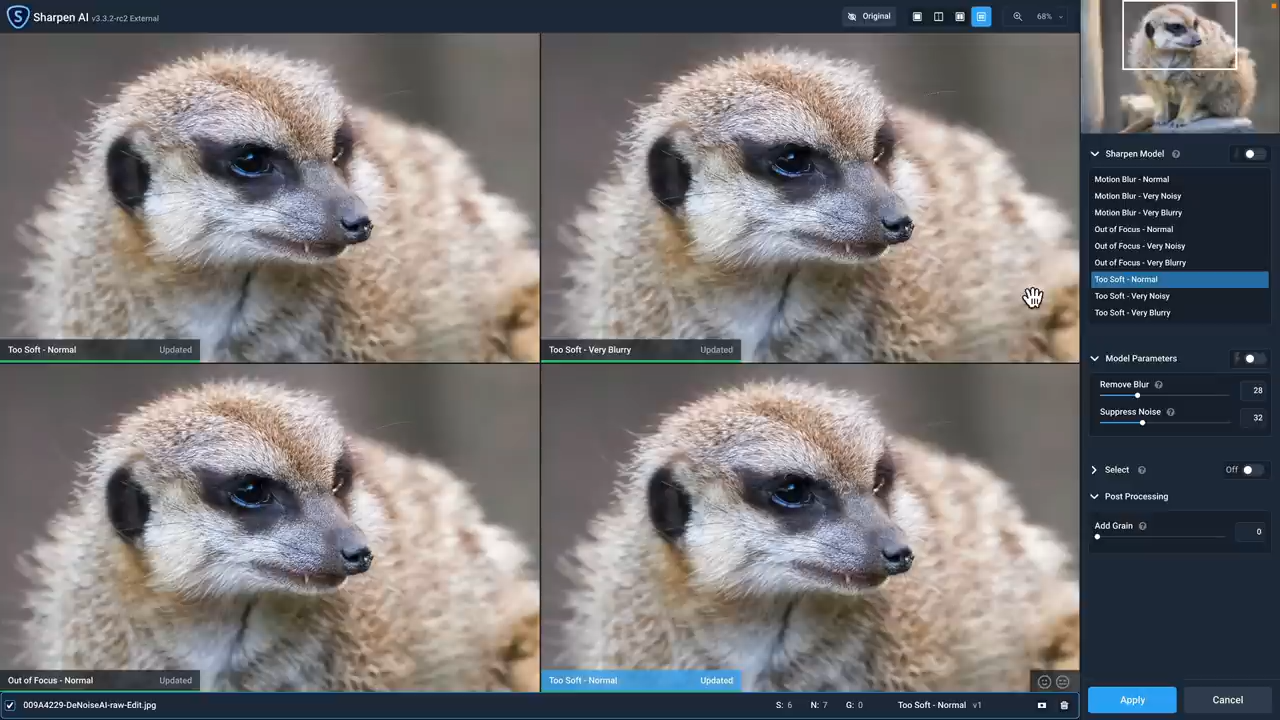 Sharpen AI v3.3.2-rc2 External
Original
68%
Sharpen Model
Motion Blur - Normal
Motion Blur - Very Noisy
Motion Blur - Very Blurry
Out of Focus - Normal
Out of Focus - Very Noisy
Out of Focus - Very Blurry
Too Soft - Normal
Too Soft - Very Noisy
Too Soft - Very Blurry
Too Soft - Normal Updated
Too Soft - Very Blurry Updated
Model Parameters
Remove Blur 28
Suppress Noise 32
Select Off
Post Processing
Add Grain 0
Out of Focus - Normal Updated
Too Soft - Normal Updated
009A4229-DeNoiseAI-raw-Edit.jpg S: 6 N: 7 G: 0 Too Soft - Normal v1
Apply Cancel